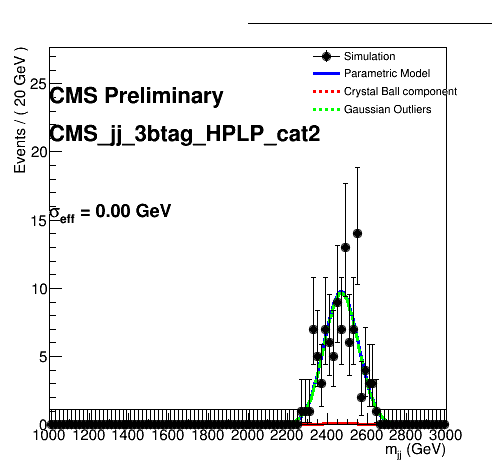 Simulation
Parametric Model
Crystal Ball component
Gaussian Outliers
CMS Preliminary
CMS_jj_3btag_HPLP_cat2
σeff = 0.00 GeV
Events / ( 20 GeV )
25
20
15
10
5
0
1000 1200 1400 1600 1800 2000 2200 2400 2600 2800 3000
mjj (GeV)